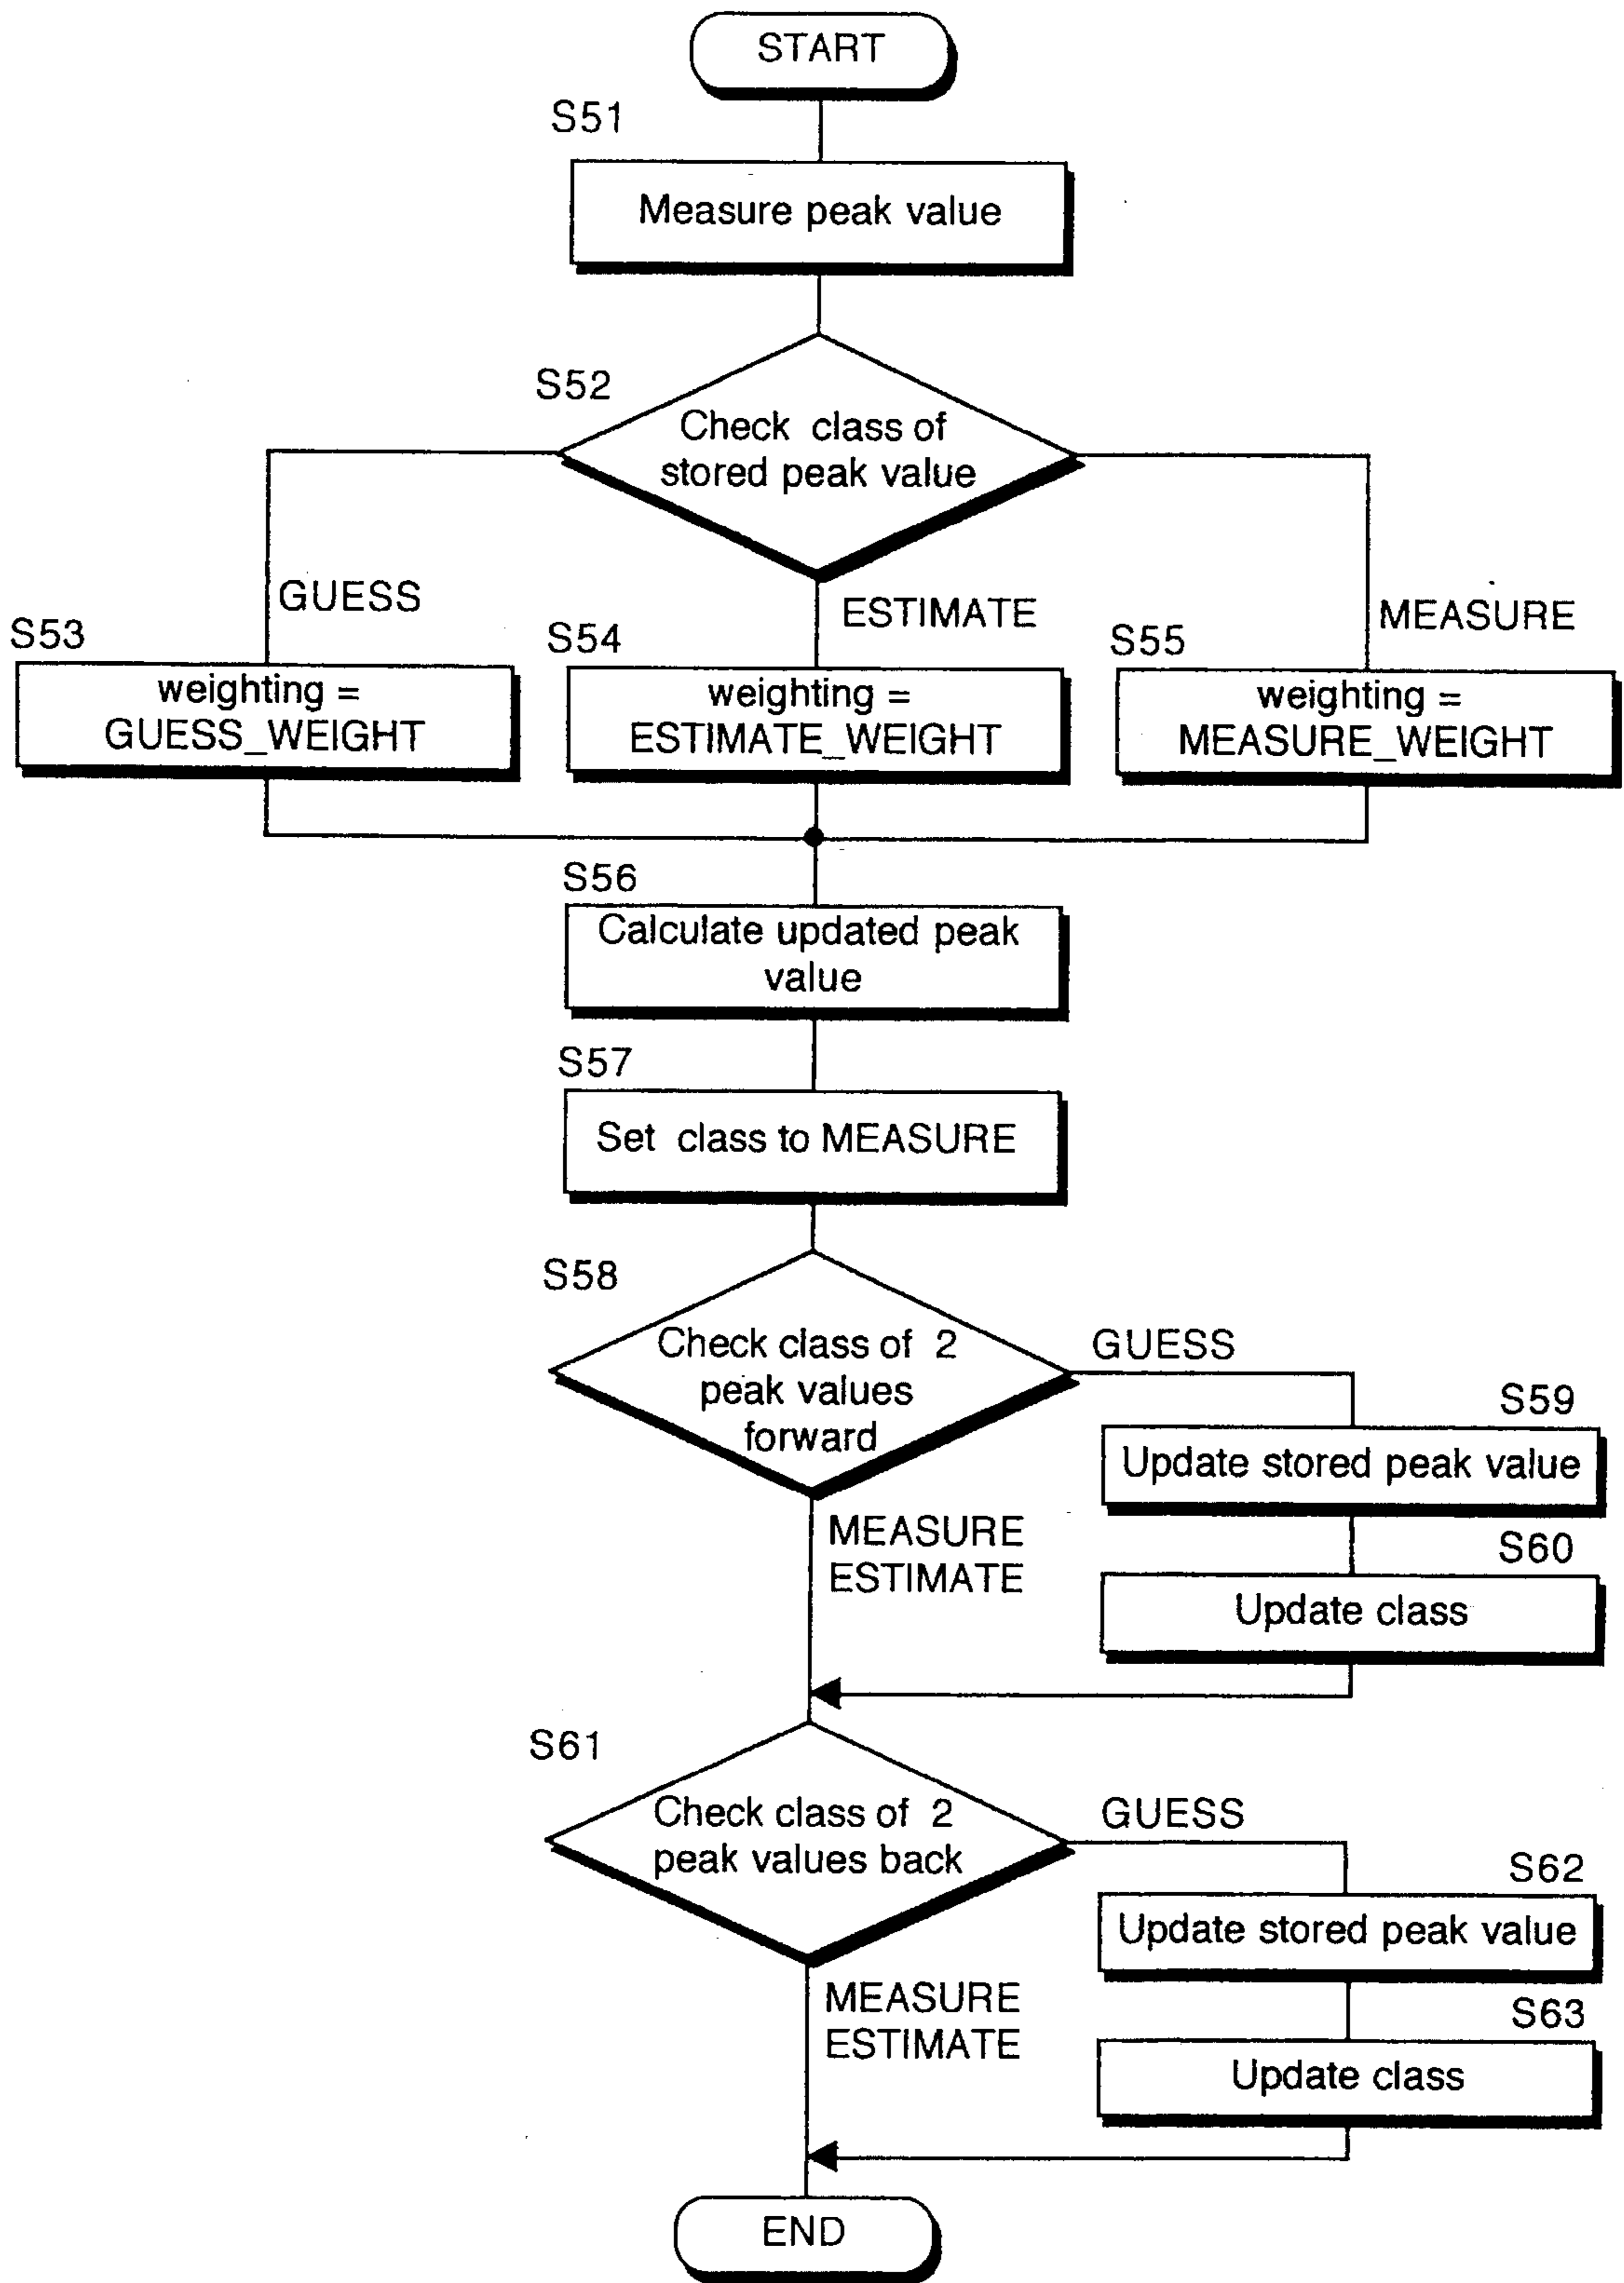 START
S51
Measure peak value
S52
Check class of
stored peak value
GUESS
ESTIMATE
MEASURE
S53
weighting =
GUESS_WEIGHT
S54
weighting =
ESTIMATE_WEIGHT
S55
weighting =
MEASURE_WEIGHT
S56
Calculate updated peak
value
S57
Set class to MEASURE
S58
Check class of 2
peak values
forward
GUESS
S59
Update stored peak value
MEASURE
ESTIMATE
S60
Update class
S61
Check class of 2
peak values back
GUESS
S62
Update stored peak value
MEASURE
ESTIMATE
S63
Update class
END